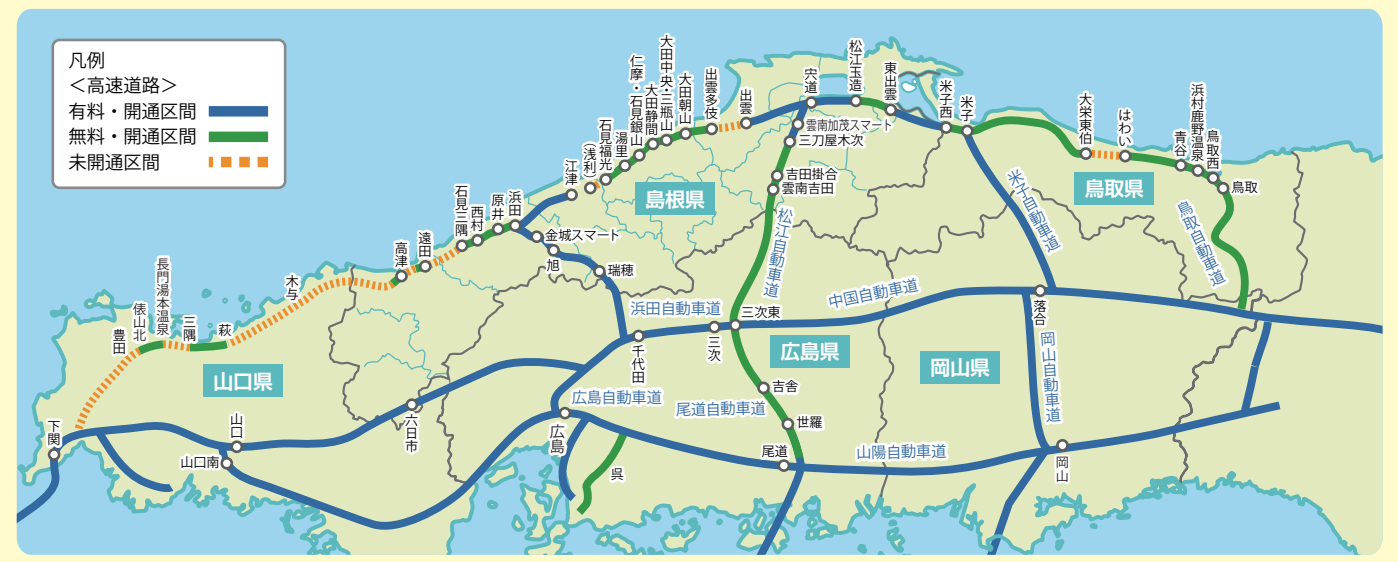 凡例
＜高速道路＞
有料・開通区間
無料・開通区間
未開通区間
下関
豊田
俵山北
長門湯本温泉
三隅
萩
木与
高津
遠田
石見三隅
西村
原井
浜田
江津
（浅利）
石見福光
湯里
仁摩・石見銀山
大田静間
大田中央・三瓶山
大田朝山
出雲多伎
出雲
宍道
松江玉造
東出雲
米子西
米子
大栄東伯
はわい
青谷
浜村鹿野温泉
鳥取西
鳥取
雲南加茂スマート
三刀屋木次
吉田掛合
雲南吉田
島根県
鳥取県
金城スマート
旭
瑞穂
松江自動車道
米子自動車道
鳥取自動車道
浜田自動車道
中国自動車道
三次東
三次
千代田
落合
広島県
岡山県
山口県
岡山自動車道
広島自動車道
尾道自動車道
吉舎
世羅
六日市
広島
山口
山口南
尾道
山陽自動車道
岡山
呉